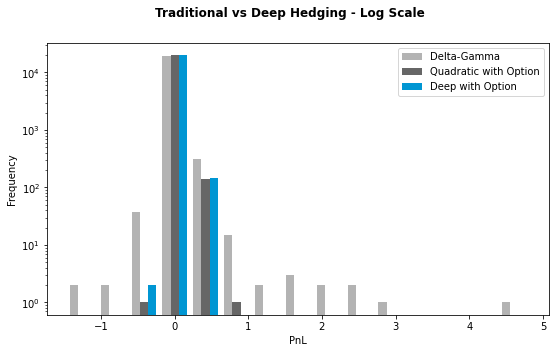 Traditional vs Deep Hedging - Log Scale
Delta-Gamma
Quadratic with Option
Deep with Option
Frequency
10⁴
10³
10²
10¹
10⁰
−1
0
1
2
3
4
5
PnL